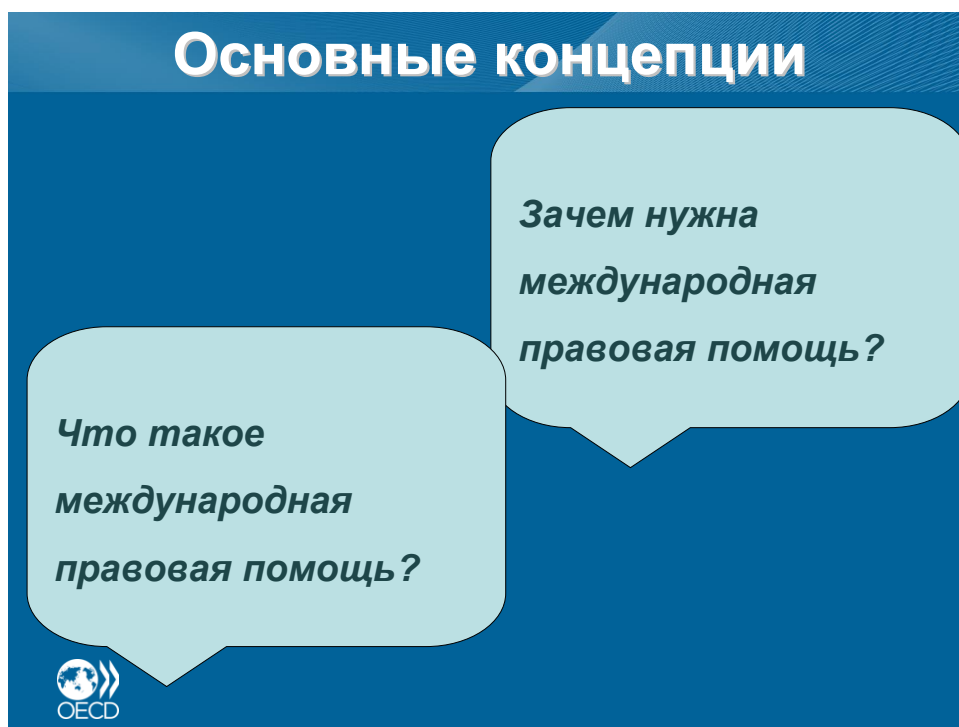 Основные концепции
Зачем нужна
международная
правовая помощь?
Что такое
международная
правовая помощь?
OECD